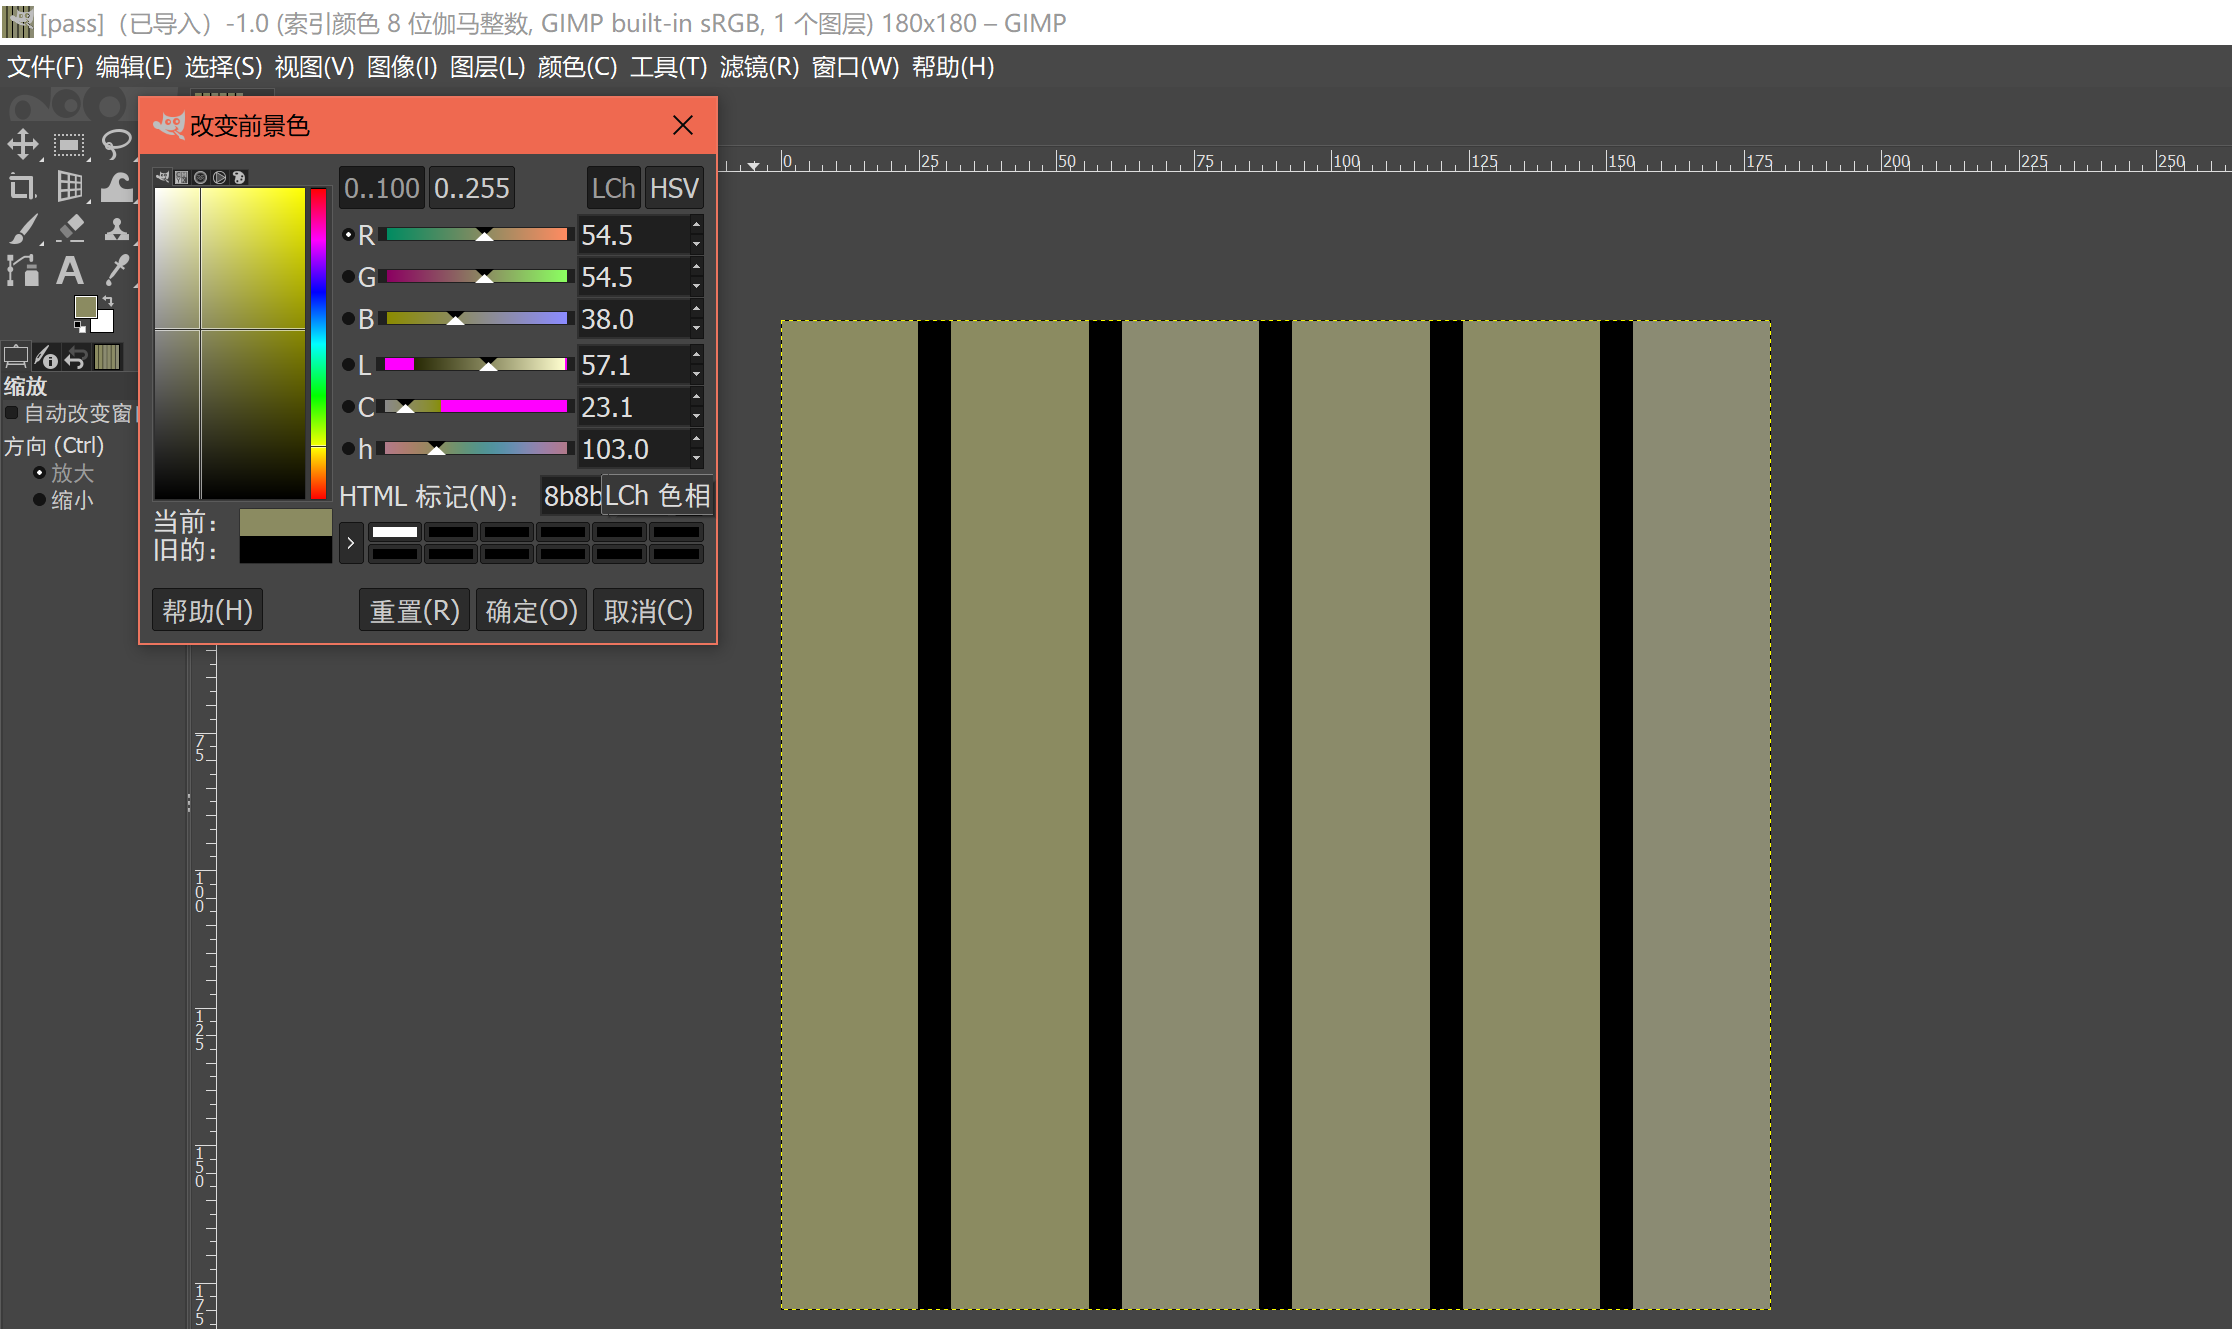 [pass]（已导入）-1.0 (索引颜色 8 位伽马整数, GIMP built-in sRGB, 1 个图层) 180x180 – GIMP
文件(F) 编辑(E) 选择(S) 视图(V) 图像(I) 图层(L) 颜色(C) 工具(T) 滤镜(R) 窗口(W) 帮助(H)
改变前景色
0..100 0..255 LCh HSV
R 54.5
G 54.5
B 38.0
L 57.1
C 23.1
h 103.0
HTML 标记(N)： 8b8b
LCh 色相
当前：
旧的：
帮助(H) 重置(R) 确定(O) 取消(C)
缩放
自动改变窗
方向 (Ctrl)
放大
缩小
0 25 50 75 100 125 150 175 200 225 250
75
100
125
150
175